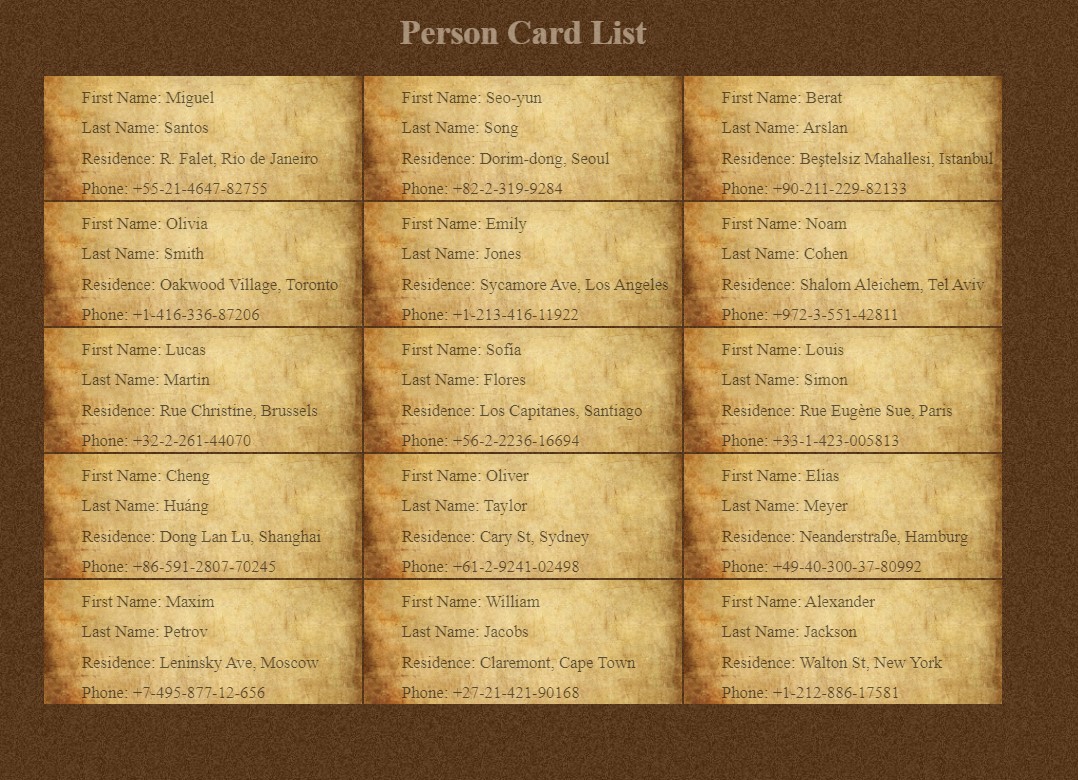 Person Card List
First Name: Miguel
Last Name: Santos
Residence: R. Falet, Rio de Janeiro
Phone: +55-21-4647-82755
First Name: Seo-yun
Last Name: Song
Residence: Dorim-dong, Seoul
Phone: +82-2-319-9284
First Name: Berat
Last Name: Arslan
Residence: Beştelsiz Mahallesi, Istanbul
Phone: +90-211-229-82133
First Name: Olivia
Last Name: Smith
Residence: Oakwood Village, Toronto
Phone: +1-416-336-87206
First Name: Emily
Last Name: Jones
Residence: Sycamore Ave, Los Angeles
Phone: +1-213-416-11922
First Name: Noam
Last Name: Cohen
Residence: Shalom Aleichem, Tel Aviv
Phone: +972-3-551-42811
First Name: Lucas
Last Name: Martin
Residence: Rue Christine, Brussels
Phone: +32-2-261-44070
First Name: Sofía
Last Name: Flores
Residence: Los Capitanes, Santiago
Phone: +56-2-2236-16694
First Name: Louis
Last Name: Simon
Residence: Rue Eugène Sue, Paris
Phone: +33-1-423-005813
First Name: Cheng
Last Name: Huáng
Residence: Dong Lan Lu, Shanghai
Phone: +86-591-2807-70245
First Name: Oliver
Last Name: Taylor
Residence: Cary St, Sydney
Phone: +61-2-9241-02498
First Name: Elias
Last Name: Meyer
Residence: Neanderstraße, Hamburg
Phone: +49-40-300-37-80992
First Name: Maxim
Last Name: Petrov
Residence: Leninsky Ave, Moscow
Phone: +7-495-877-12-656
First Name: William
Last Name: Jacobs
Residence: Claremont, Cape Town
Phone: +27-21-421-90168
First Name: Alexander
Last Name: Jackson
Residence: Walton St, New York
Phone: +1-212-886-17581